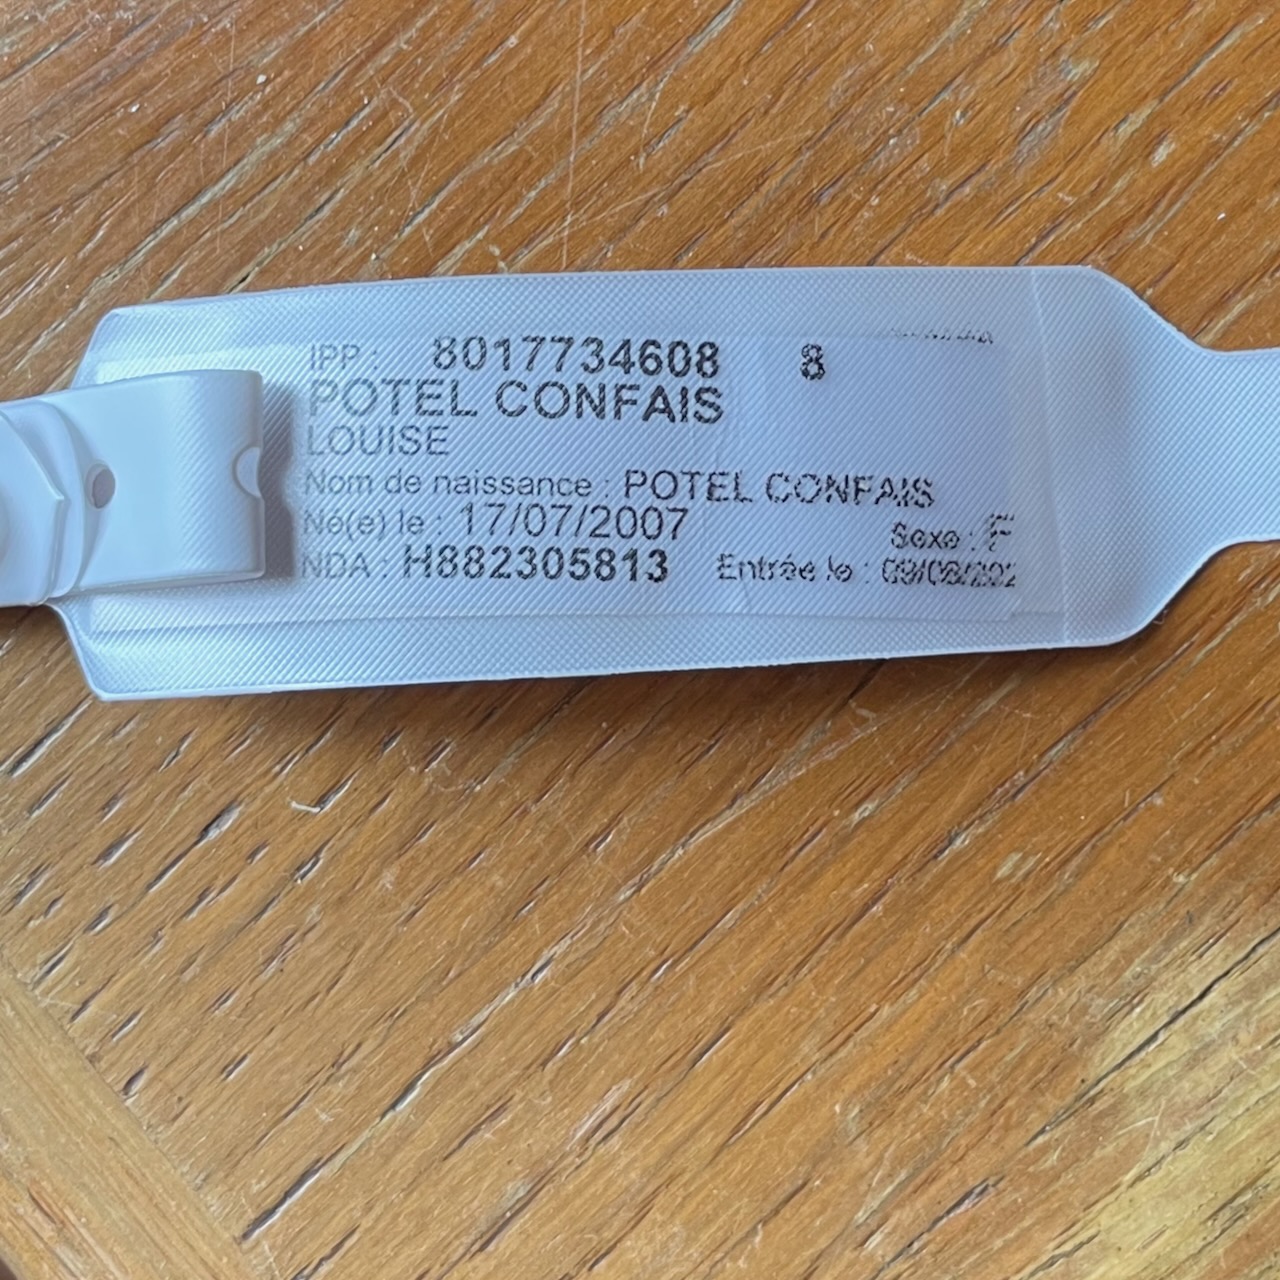 IPP : 8017734608 8
POTEL CONFAIS
LOUISE
Nom de naissance : POTEL CONFAIS
Né(e) le : 17/07/2007 Sexe : F
NDA : H882305813 Entrée le :